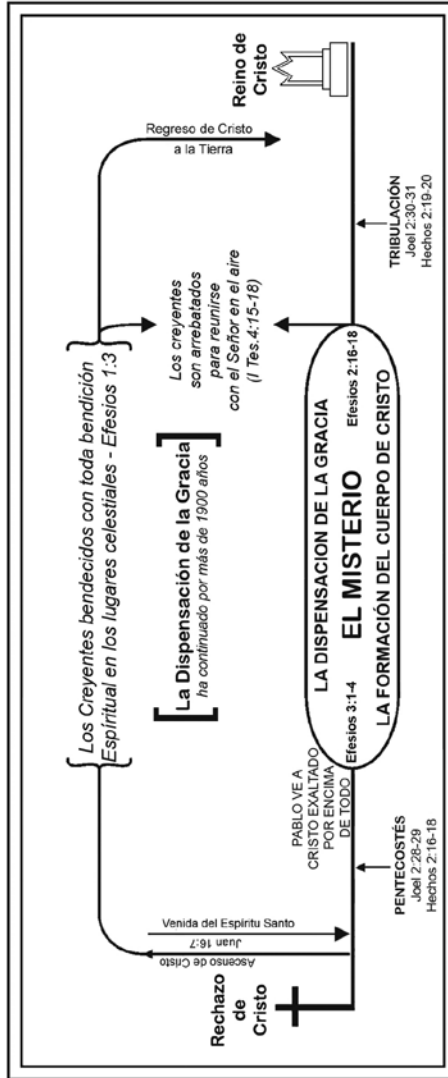 Rechazo
de
Cristo
Ascenso de Cristo
Juan 16:7
Venida del Espíritu Santo
PENTECOSTÉS
Joel 2:28-29
Hechos 2:16-18
PABLO VE A
CRISTO EXALTADO
POR ENCIMA
DE TODO
Los Creyentes bendecidos con toda bendición
Espíritual en los lugares celestiales - Efesios 1:3
La Dispensación de la Gracia
ha continuado por más de 1900 años
LA DISPENSACION DE LA GRACIA
Efesios 3:1-4 EL MISTERIO Efesios 2:16-18
LA FORMACIÓN DEL CUERPO DE CRISTO
Los creyentes
son arrebatados
para reunirse
con el Señor en el aire
(I Tes.4:15-18)
Regreso de Cristo
a la Tierra
TRIBULACIÓN
Joel 2:30-31
Hechos 2:19-20
Reino de
Cristo